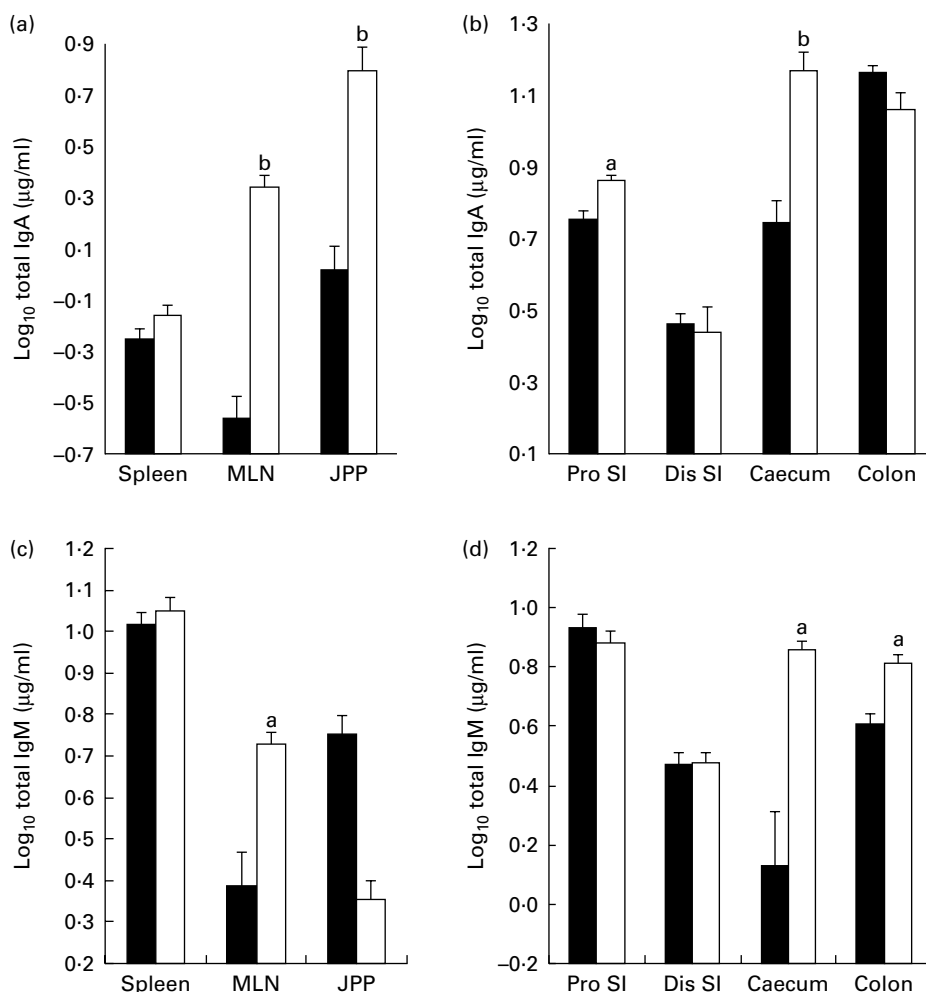 (a)
0·9
0·7
0·5
0·3
0·1
–0·1
–0·3
–0·5
–0·7
Log10 total IgA (μg/ml)
b
b
Spleen MLN JPP
(b)
1·3
1·1
0·9
0·7
0·5
0·3
0·1
Log10 total IgA (μg/ml)
a
b
Pro SI Dis SI Caecum Colon
(c)
1·2
1·1
1·0
0·9
0·8
0·7
0·6
0·5
0·4
0·3
0·2
Log10 total IgM (μg/ml)
a
Spleen MLN JPP
(d)
1·2
1·0
0·8
0·6
0·4
0·2
0·0
–0·2
Log10 total IgM (μg/ml)
a
a
Pro SI Dis SI Caecum Colon